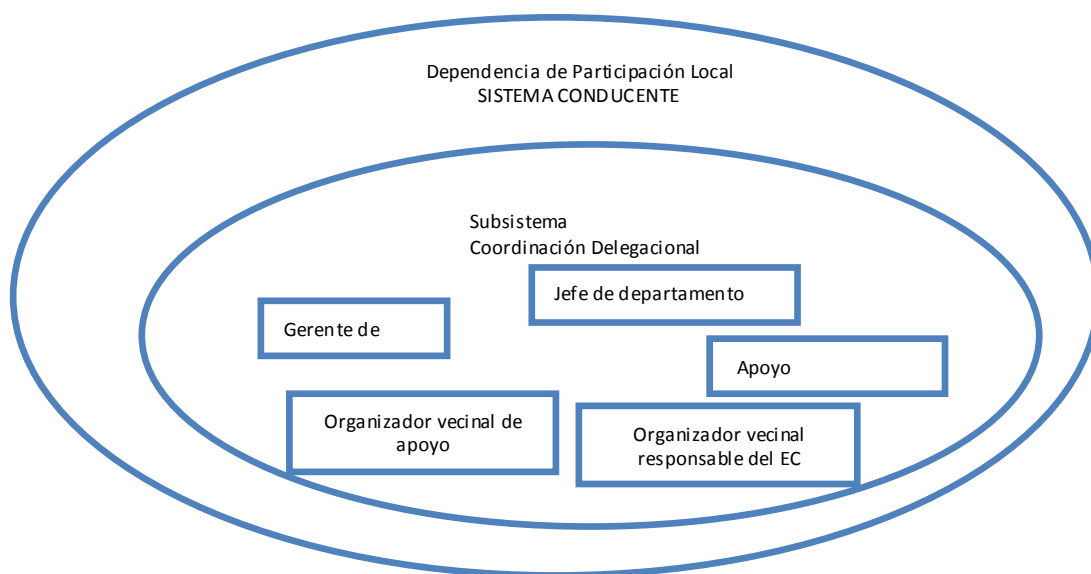 Dependencia de Participación Local
SISTEMA CONDUCENTE
Subsistema
Coordinación Delegacional
Jefe de departamento
Gerente de
Apoyo
Organizador vecinal de
apoyo
Organizador vecinal
responsable del EC